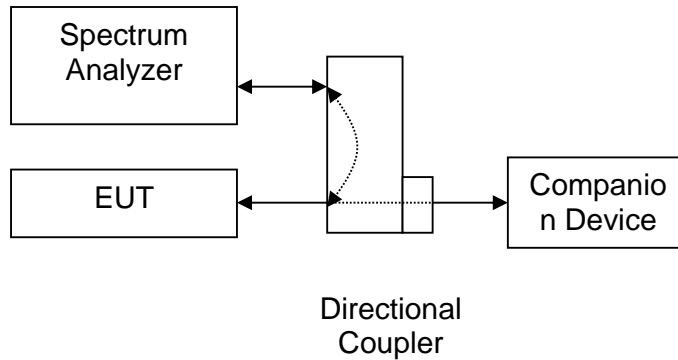 Spectrum
Analyzer
EUT
Companio
n Device
Directional
Coupler